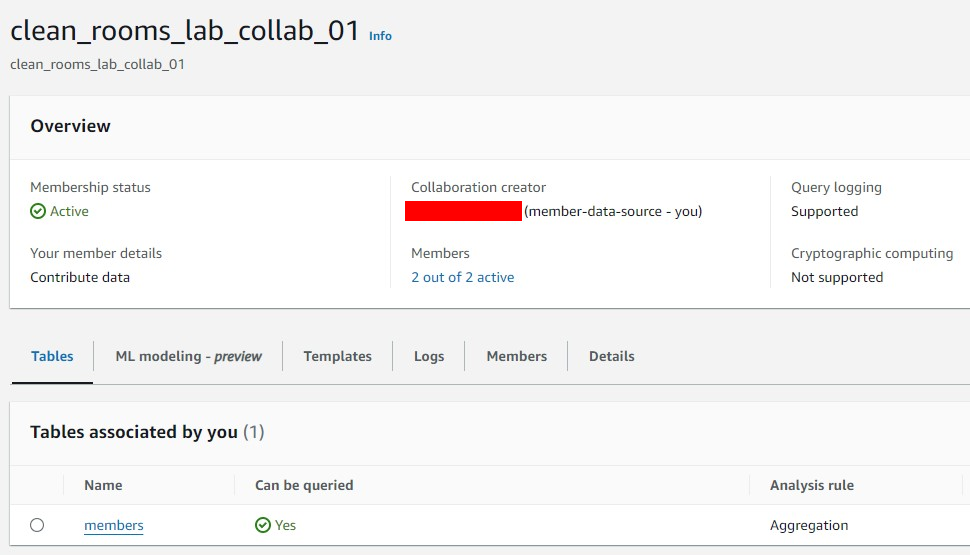 clean_rooms_lab_collab_01 Info
clean_rooms_lab_collab_01
Overview
Membership status
Active
Collaboration creator
(member-data-source - you)
Query logging
Supported
Your member details
Contribute data
Members
2 out of 2 active
Cryptographic computing
Not supported
Tables ML modeling - preview Templates Logs Members Details
Tables associated by you (1)
Name Can be queried Analysis rule
members Yes Aggregation